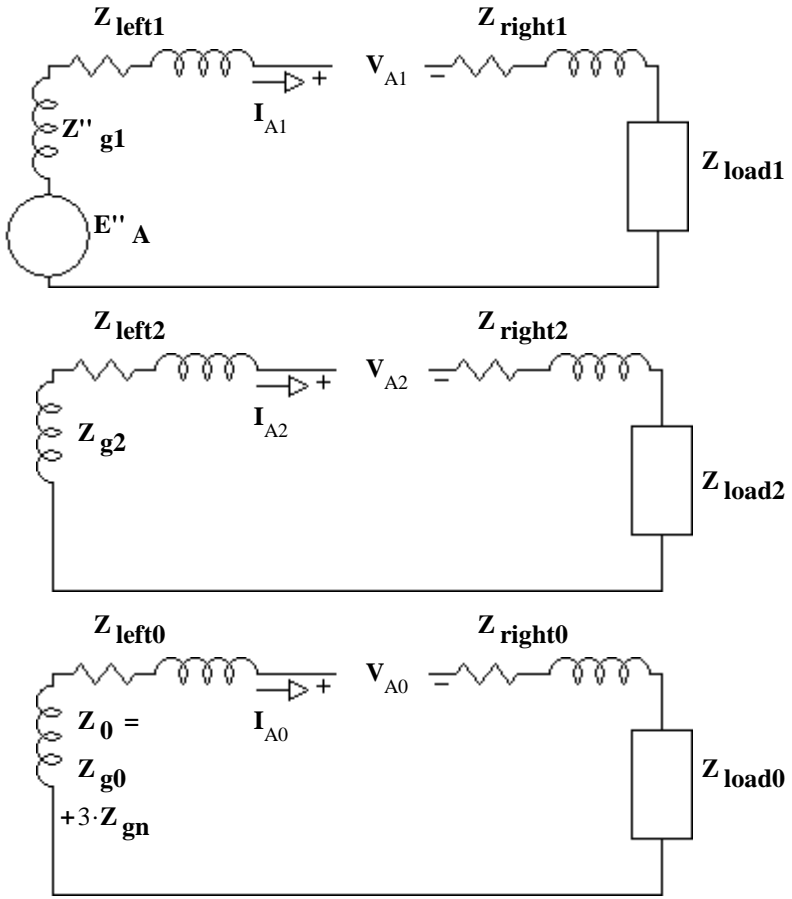 Z left1 Z right1
+ V A1 −
I A1
Z'' g1
Z load1
E'' A
Z left2 Z right2
+ V A2 −
I A2
Z g2
Z load2
Z left0 Z right0
+ V A0 −
I A0
Z 0 =
Z g0
Z load0
+3·Z gn